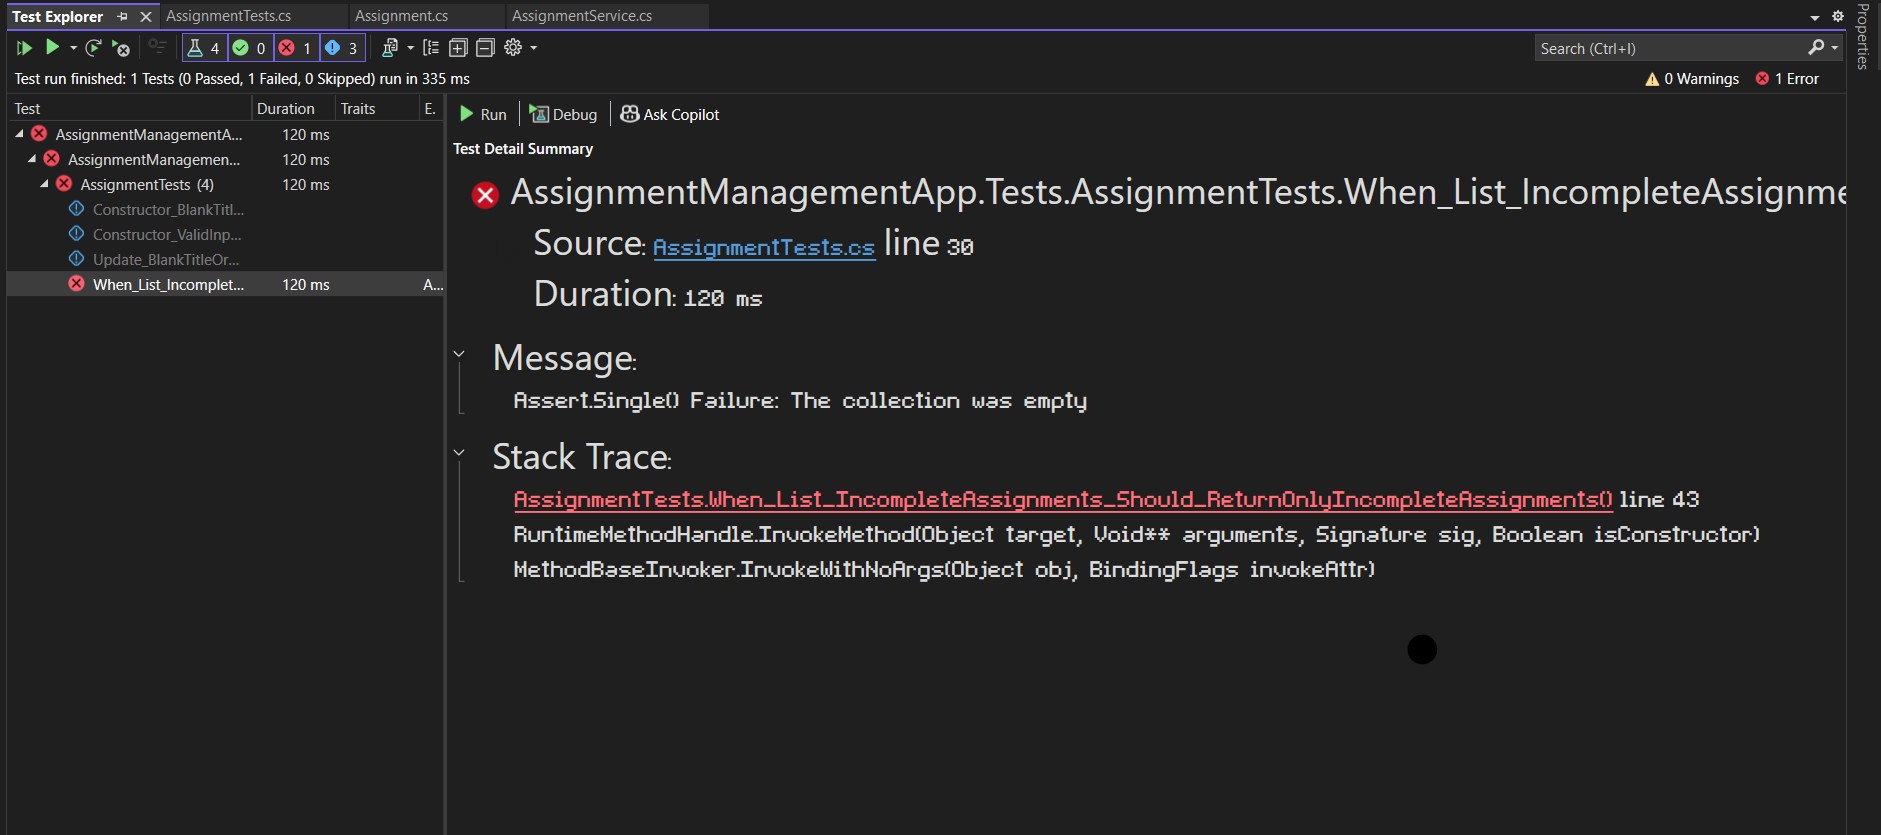 Test Explorer AssignmentTests.cs Assignment.cs AssignmentService.cs
4 0 1 3 Search (Ctrl+I)
Test run finished: 1 Tests (0 Passed, 1 Failed, 0 Skipped) run in 335 ms 0 Warnings 1 Error
Test Duration Traits E.
AssignmentManagementA... 120 ms
AssignmentManagemen... 120 ms
AssignmentTests (4) 120 ms
Constructor_BlankTitl...
Constructor_ValidInp...
Update_BlankTitleOr...
When_List_Incomplet... 120 ms A...
Run Debug Ask Copilot
Test Detail Summary
AssignmentManagementApp.Tests.AssignmentTests.When_List_IncompleteAssignme
Source: AssignmentTests.cs line 30
Duration: 120 ms
Message:
Assert.Single() Failure: The collection was empty
Stack Trace:
AssignmentTests.When_List_IncompleteAssignments_Should_ReturnOnlyIncompleteAssignments() line 43
RuntimeMethodHandle.InvokeMethod(Object target, Void** arguments, Signature sig, Boolean isConstructor)
MethodBaseInvoker.InvokeWithNoArgs(Object obj, BindingFlags invokeAttr)
Properties